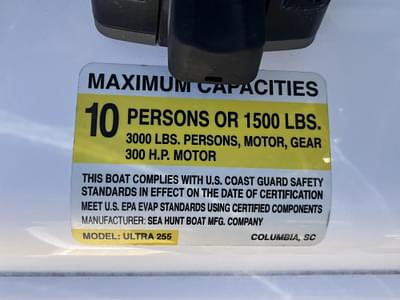 MAXIMUM CAPACITIES
10 PERSONS OR 1500 LBS.
3000 LBS. PERSONS, MOTOR, GEAR
300 H.P. MOTOR
THIS BOAT COMPLIES WITH U.S. COAST GUARD SAFETY
STANDARDS IN EFFECT ON THE DATE OF CERTIFICATION
MEET U.S. EPA EVAP STANDARDS USING CERTIFIED COMPONENTS
MANUFACTURER: SEA HUNT BOAT MFG. COMPANY
MODEL: ULTRA 255 COLUMBIA, SC